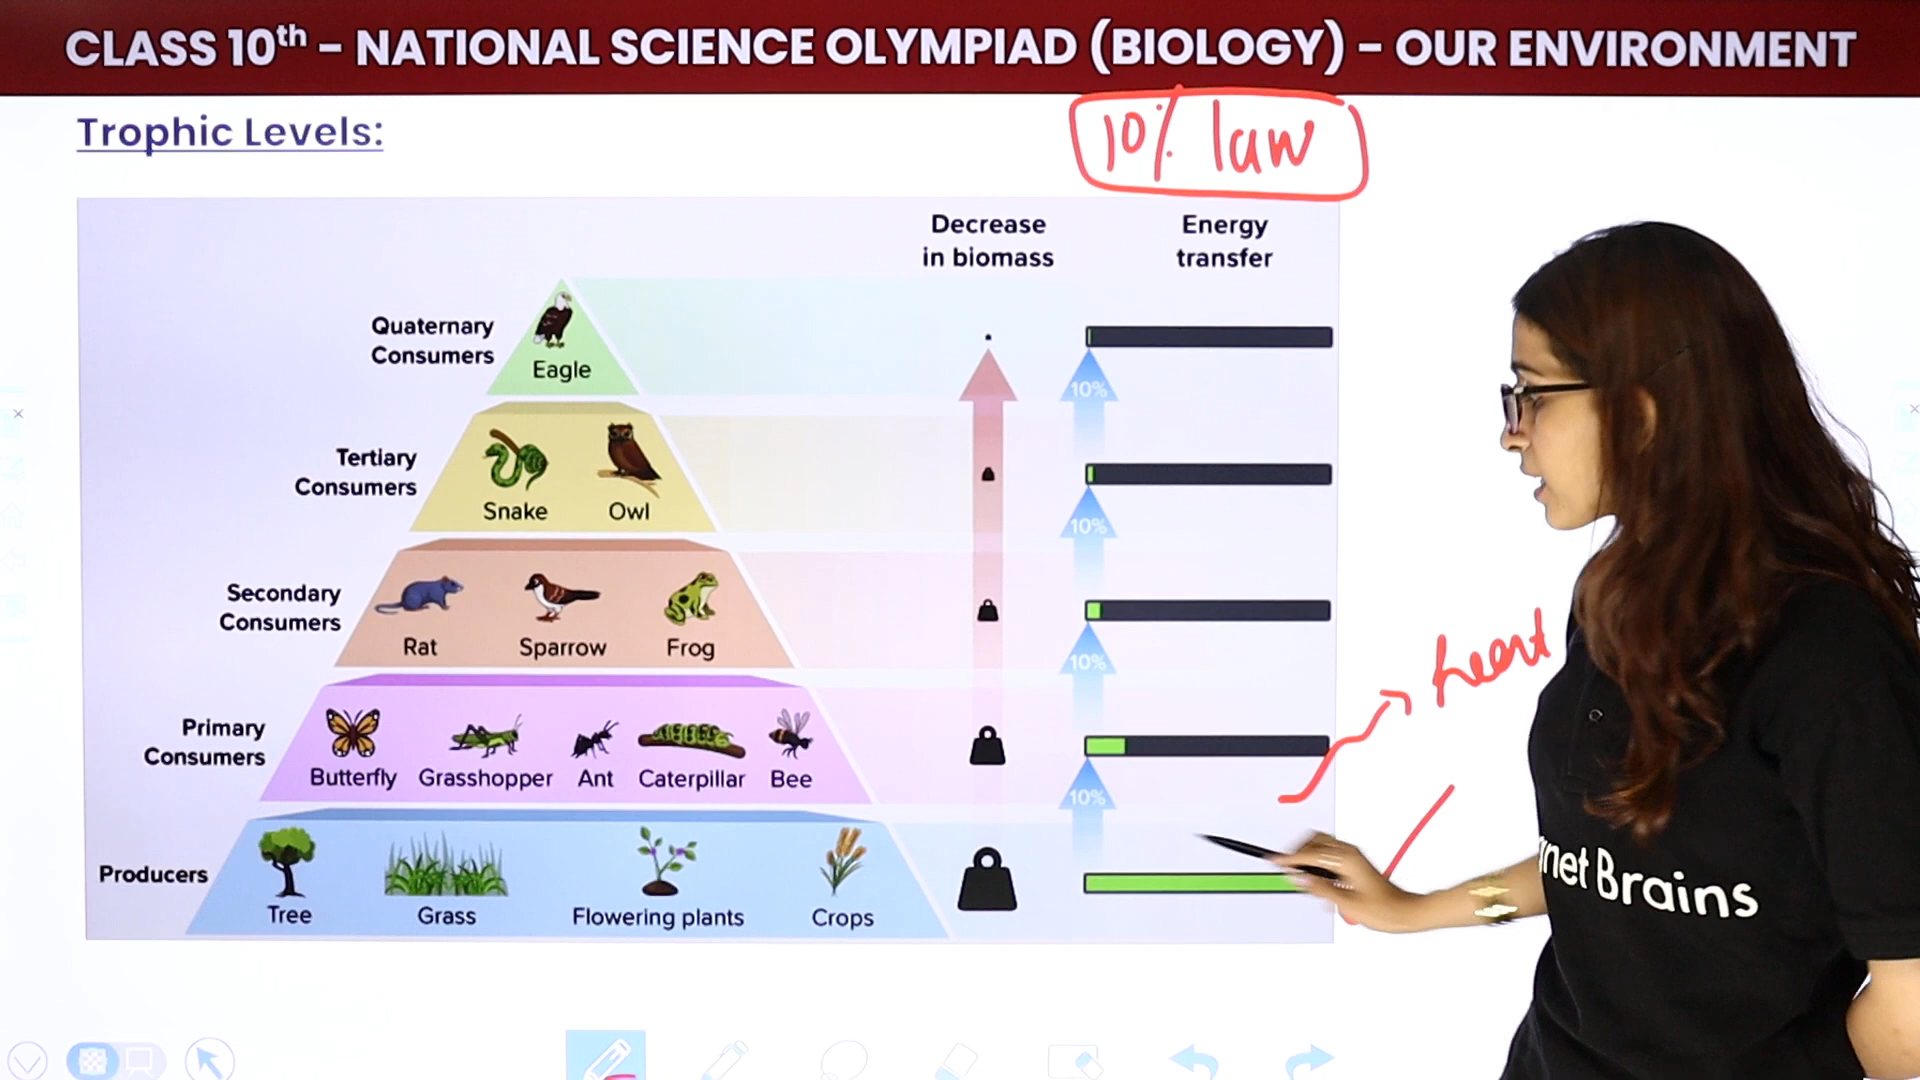 CLASS 10th – NATIONAL SCIENCE OLYMPIAD (BIOLOGY) – OUR ENVIRONMENT
Trophic Levels:
10% law
Decrease
in biomass
Energy
transfer
Quaternary
Consumers
Eagle
10%
Tertiary
Consumers
Snake
Owl
10%
Secondary
Consumers
Rat
Sparrow
Frog
10%
heart
Primary
Consumers
Butterfly
Grasshopper
Ant
Caterpillar
Bee
10%
Producers
Tree
Grass
Flowering plants
Crops
net Brains